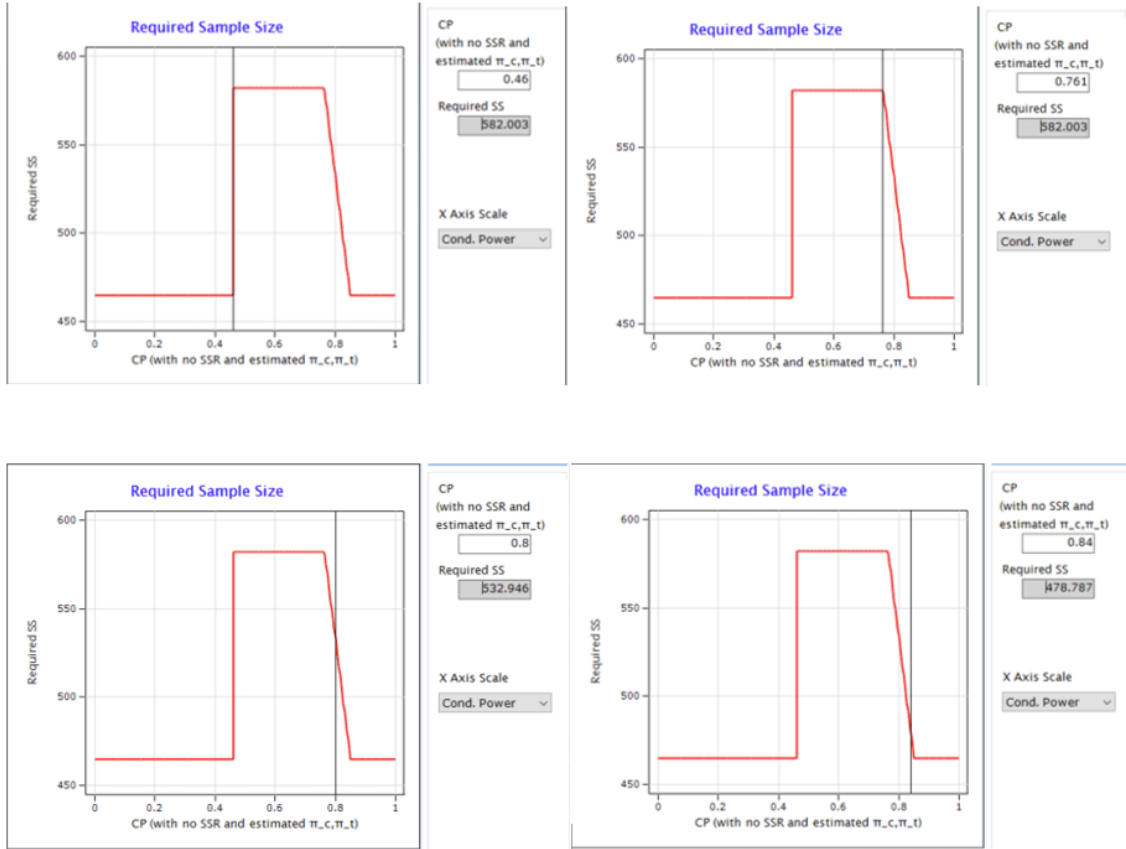 Required Sample Size
600
550
500
450
Required SS
0
0.2
0.4
0.6
0.8
1
CP (with no SSR and estimated π_c,π_t)
CP
(with no SSR and
estimated π_c,π_t)
0.46
Required SS
582.003
X Axis Scale
Cond. Power
Required Sample Size
600
550
500
450
Required SS
0
0.2
0.4
0.6
0.8
1
CP (with no SSR and estimated π_c,π_t)
CP
(with no SSR and
estimated π_c,π_t)
0.761
Required SS
582.003
X Axis Scale
Cond. Power
Required Sample Size
600
550
500
450
Required SS
0
0.2
0.4
0.6
0.8
1
CP (with no SSR and estimated π_c,π_t)
CP
(with no SSR and
estimated π_c,π_t)
0.8
Required SS
532.946
X Axis Scale
Cond. Power
Required Sample Size
600
550
500
450
Required SS
0
0.2
0.4
0.6
0.8
1
CP (with no SSR and estimated π_c,π_t)
CP
(with no SSR and
estimated π_c,π_t)
0.84
Required SS
478.787
X Axis Scale
Cond. Power